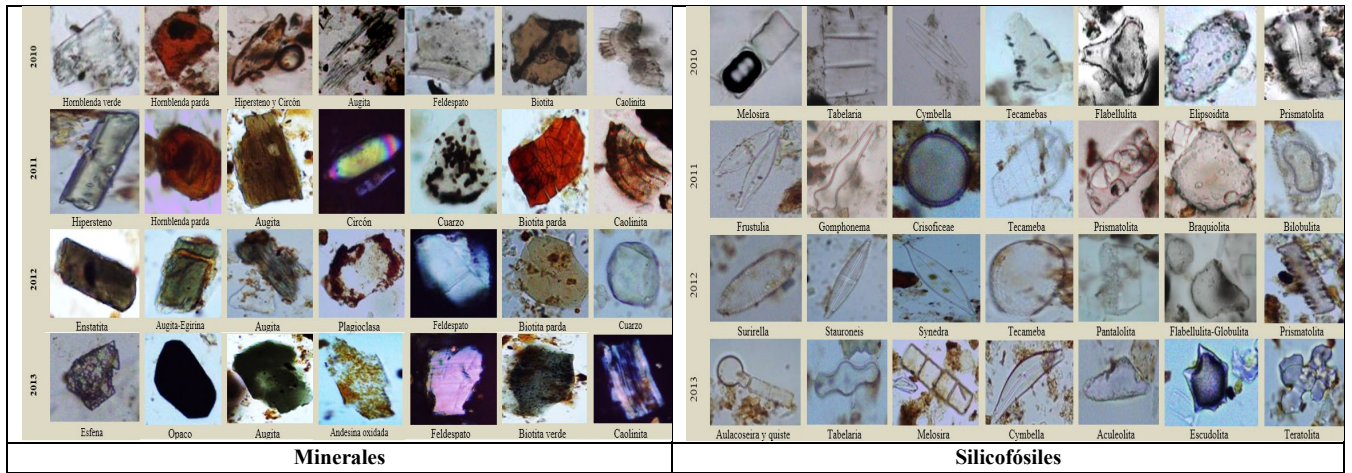 2010
Hornblenda verde Hornblenda parda Hipersteno y Circón Augita Feldespato Biotita Caolinita
2011
Hipersteno Hornblenda parda Augita Circón Cuarzo Biotita parda Caolinita
2012
Enstatita Augita-Egirina Augita Plagioclasa Feldespato Biotita parda Cuarzo
2013
Esfena Opaco Augita Andesina oxidada Feldespato Biotita verde Caolinita
Minerales
2010
Melosira Tabelaria Cymbella Tecamebas Flabellulita Elipsoidita Prismatolita
2011
Frustulia Gomphonema Crisoficeae Tecameba Prismatolita Braquiolita Bilobulita
2012
Surirella Stauroneis Synedra Tecameba Pantalolita Flabellulita-Globulita Prismatolita
2013
Aulacoseira y quiste Tabelaria Melosira Cymbella Aculeolita Escudolita Teratolita
Silicofósiles